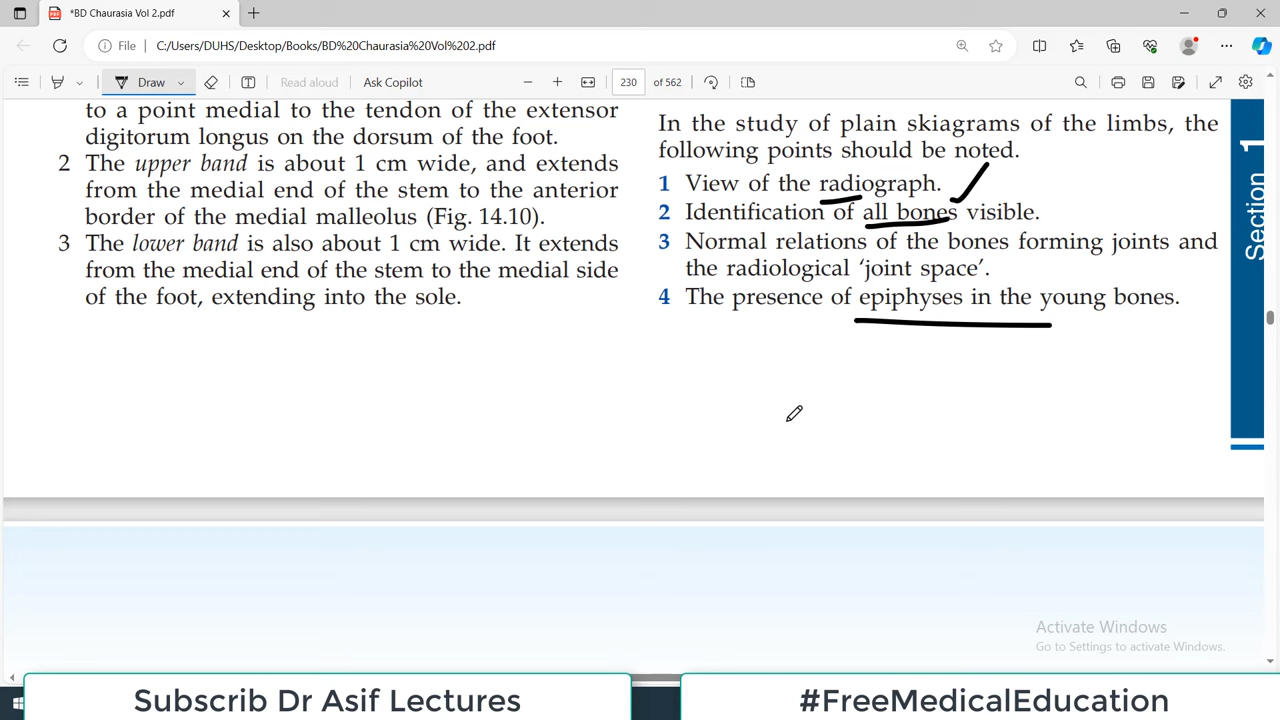 *BD Chaurasia Vol 2.pdf
File
C:/Users/DUHS/Desktop/Books/BD%20Chaurasia%20Vol%202.pdf
Draw
Read aloud
Ask Copilot
230
of 562
to a point medial to the tendon of the extensor
digitorum longus on the dorsum of the foot.
2 The upper band is about 1 cm wide, and extends
from the medial end of the stem to the anterior
border of the medial malleolus (Fig. 14.10).
3 The lower band is also about 1 cm wide. It extends
from the medial end of the stem to the medial side
of the foot, extending into the sole.
In the study of plain skiagrams of the limbs, the
following points should be noted.
1 View of the radiograph.
2 Identification of all bones visible.
3 Normal relations of the bones forming joints and
the radiological ‘joint space’.
4 The presence of epiphyses in the young bones.
Section 1
Activate Windows
Go to Settings to activate Windows.
Subscrib Dr Asif Lectures
#FreeMedicalEducation